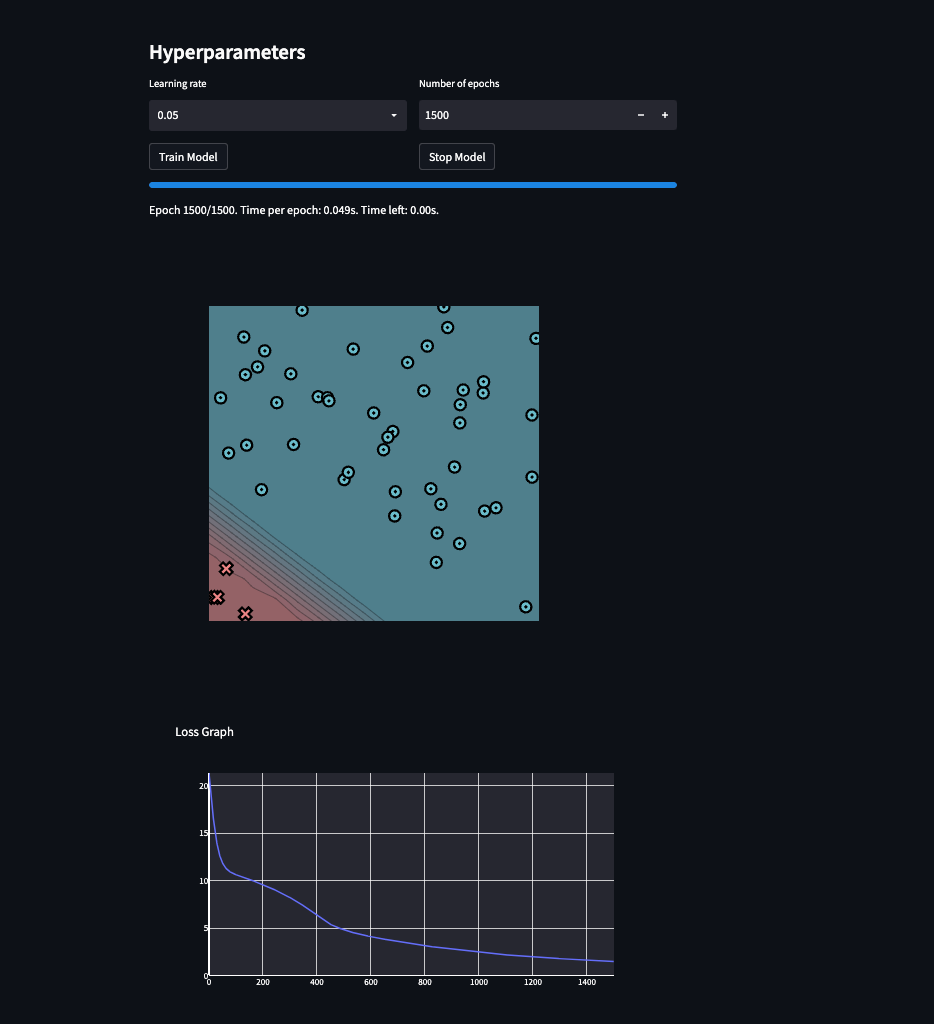 Hyperparameters
Learning rate
Number of epochs
0.05
1500
Train Model
Stop Model
Epoch 1500/1500. Time per epoch: 0.049s. Time left: 0.00s.
Loss Graph
20
15
10
5
0
0 200 400 600 800 1000 1200 1400